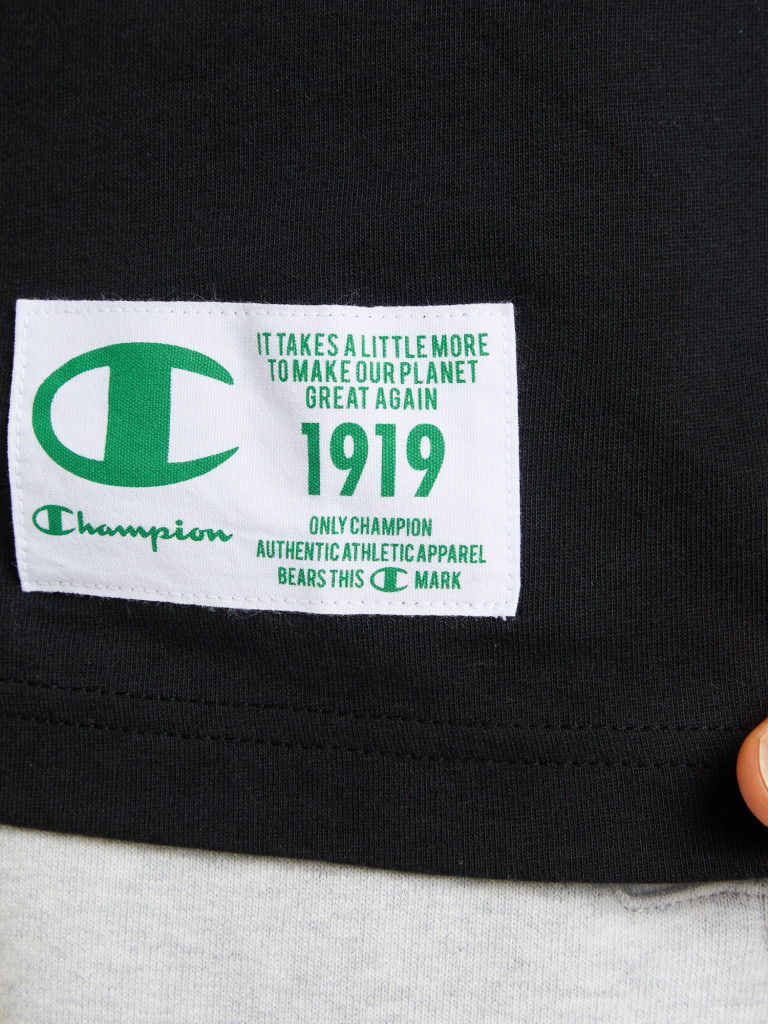 Champion
IT TAKES A LITTLE MORE
TO MAKE OUR PLANET
GREAT AGAIN
1919
ONLY CHAMPION
AUTHENTIC ATHLETIC APPAREL
BEARS THIS C MARK